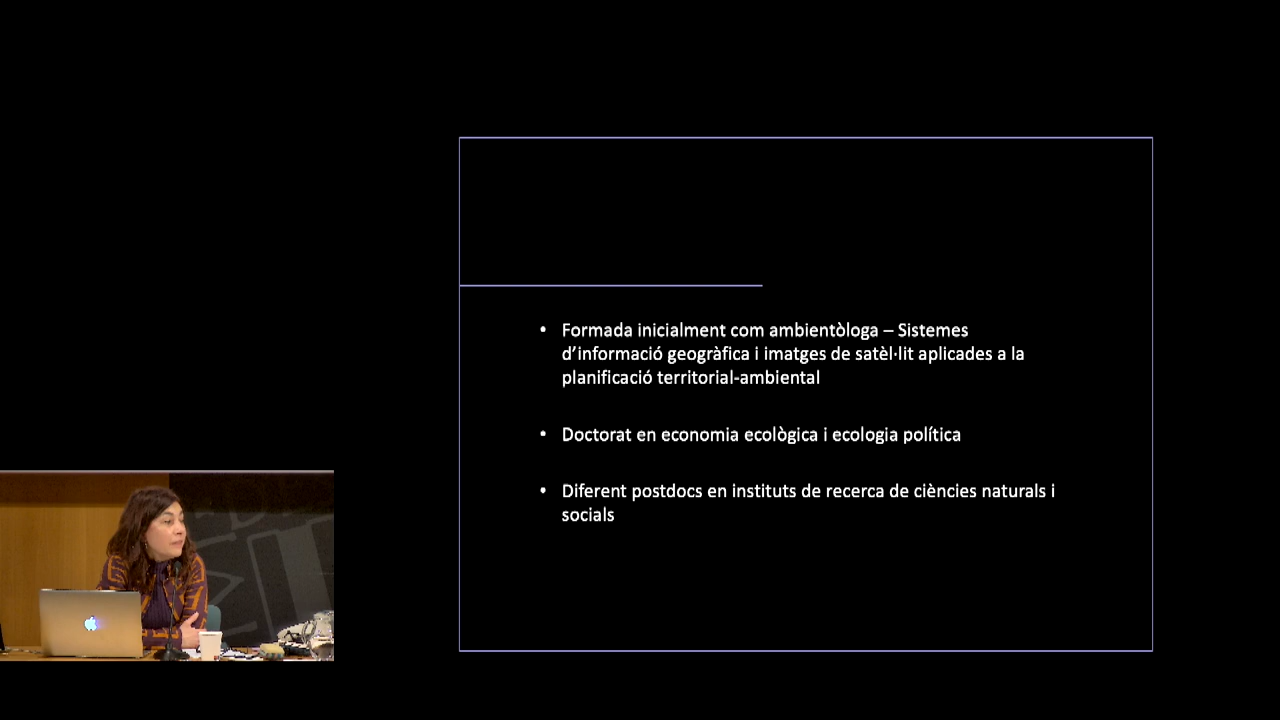 • Formada inicialment com ambientòloga – Sistemes
d’informació geogràfica i imatges de satèl·lit aplicades a la
planificació territorial-ambiental
• Doctorat en economia ecològica i ecologia política
• Diferent postdocs en instituts de recerca de ciències naturals i
socials